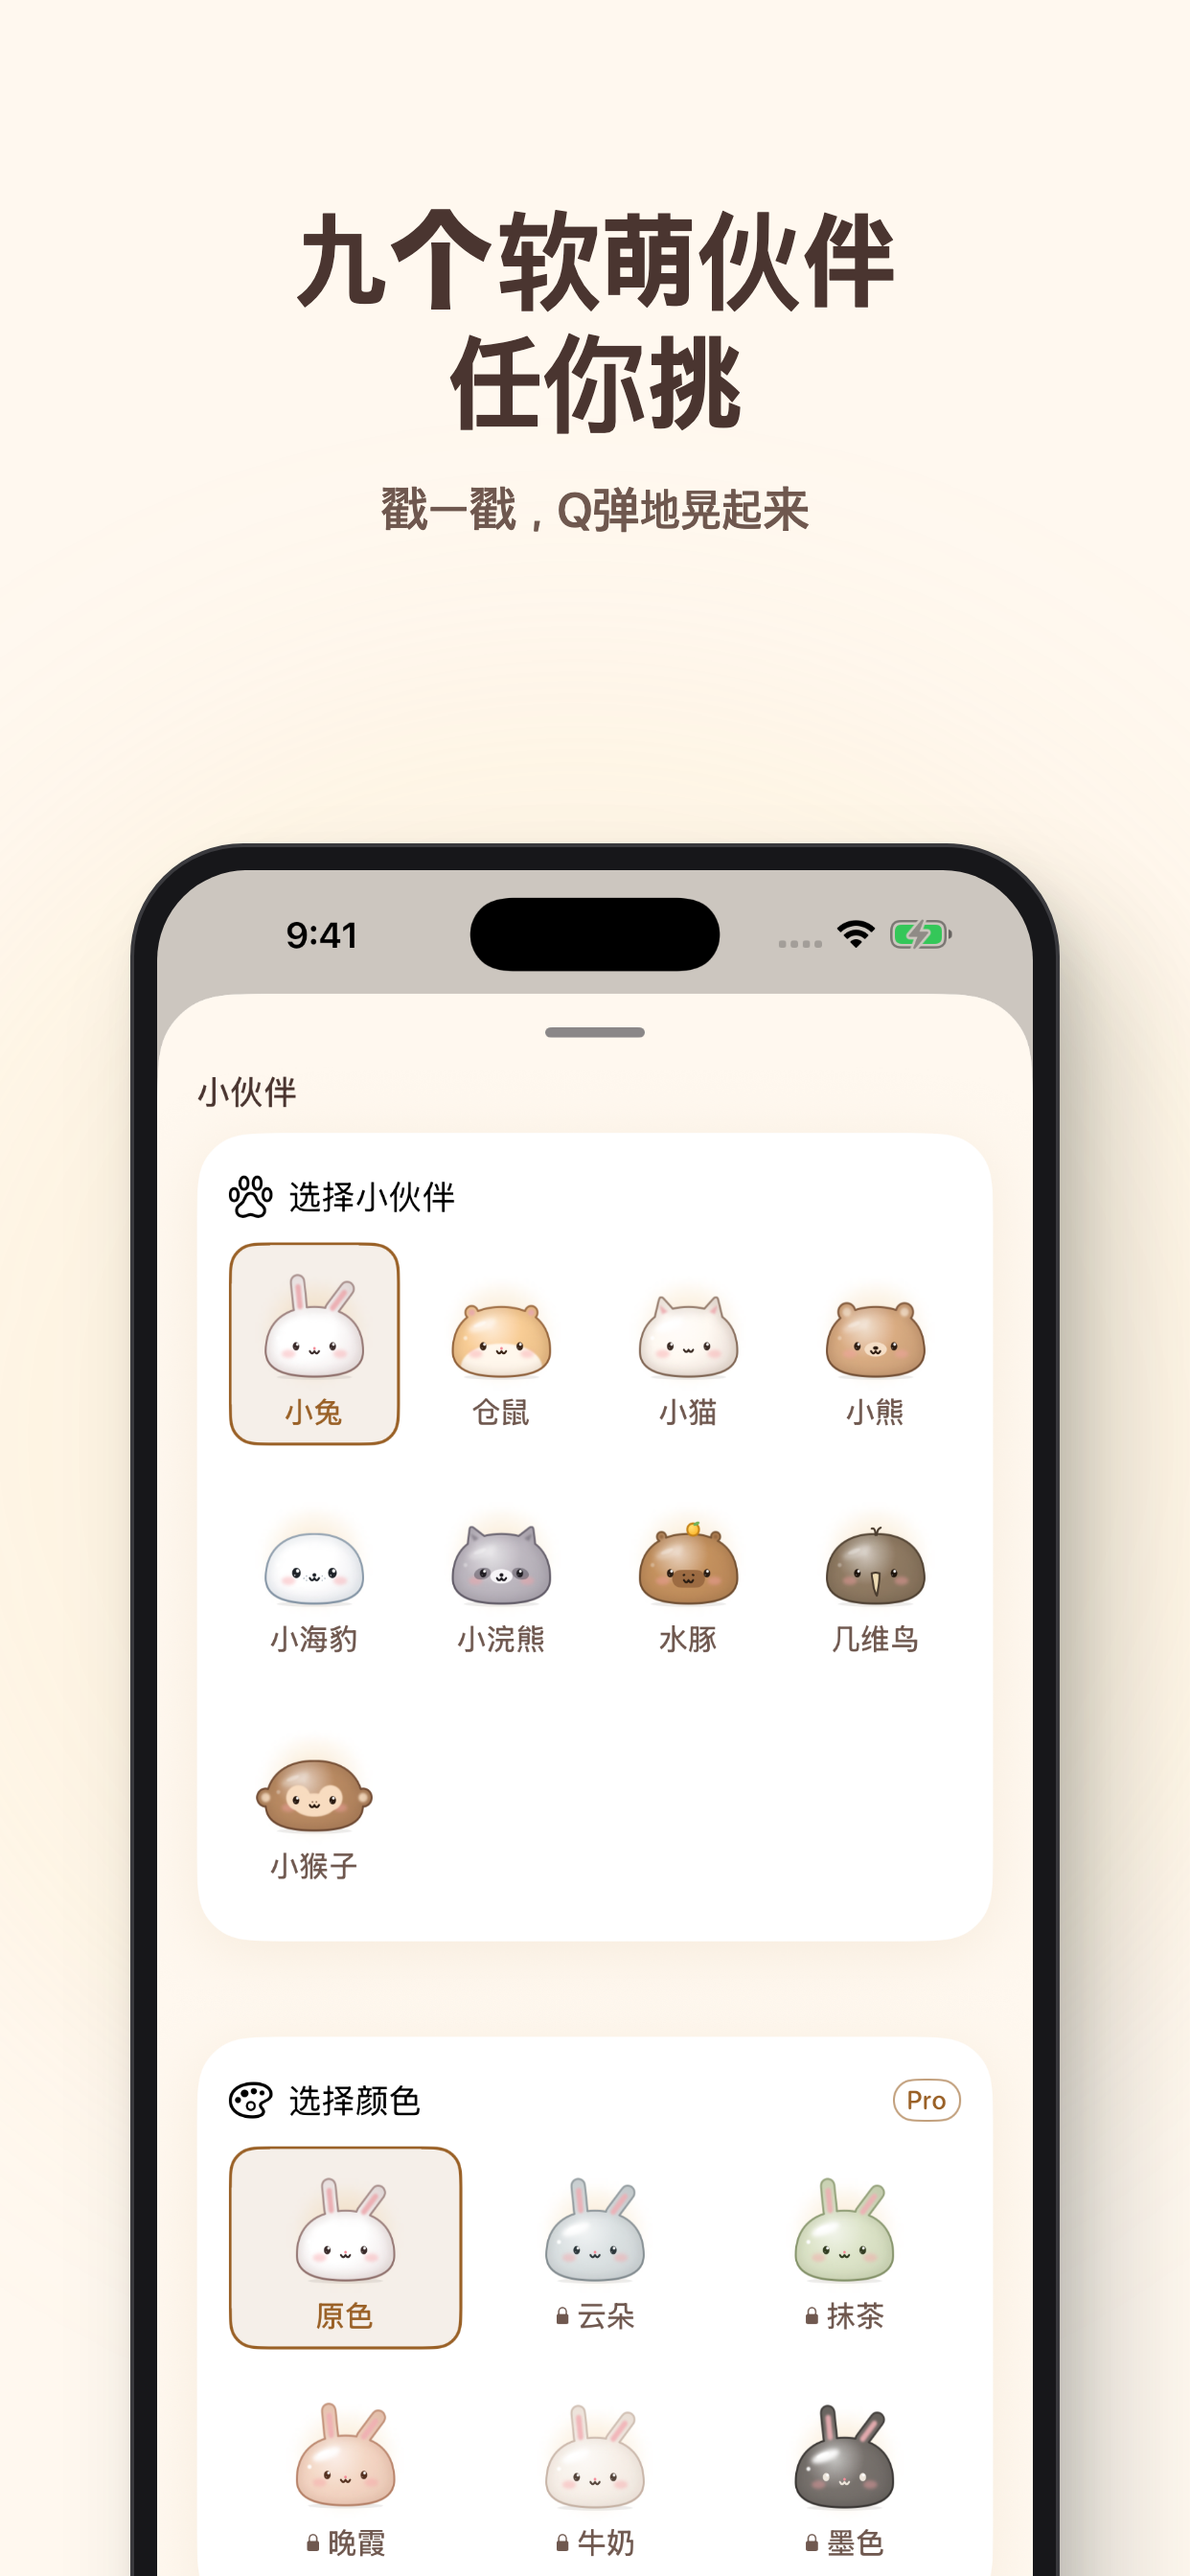 九个软萌伙伴
任你挑
戳一戳，Q弹地晃起来
9:41
小伙伴
选择小伙伴
小兔 仓鼠 小猫 小熊
小海豹 小浣熊 水豚 几维鸟
小猴子
选择颜色 Pro
原色 云朵 抹茶
晚霞 牛奶 墨色